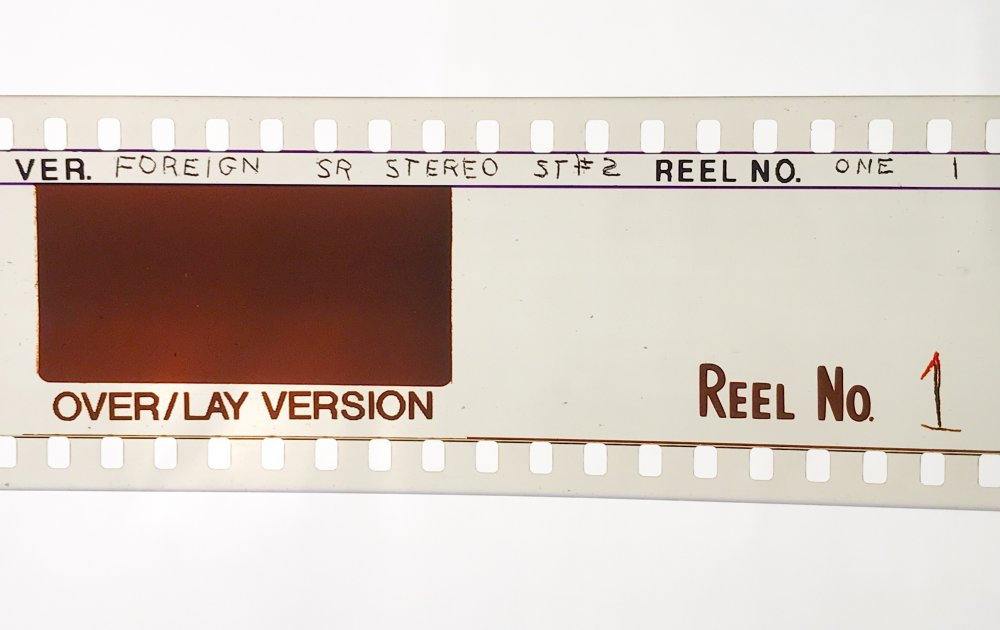 VER. FOREIGN SR STEREO ST#2 REEL NO. ONE 1
OVER/LAY VERSION
REEL NO. 1